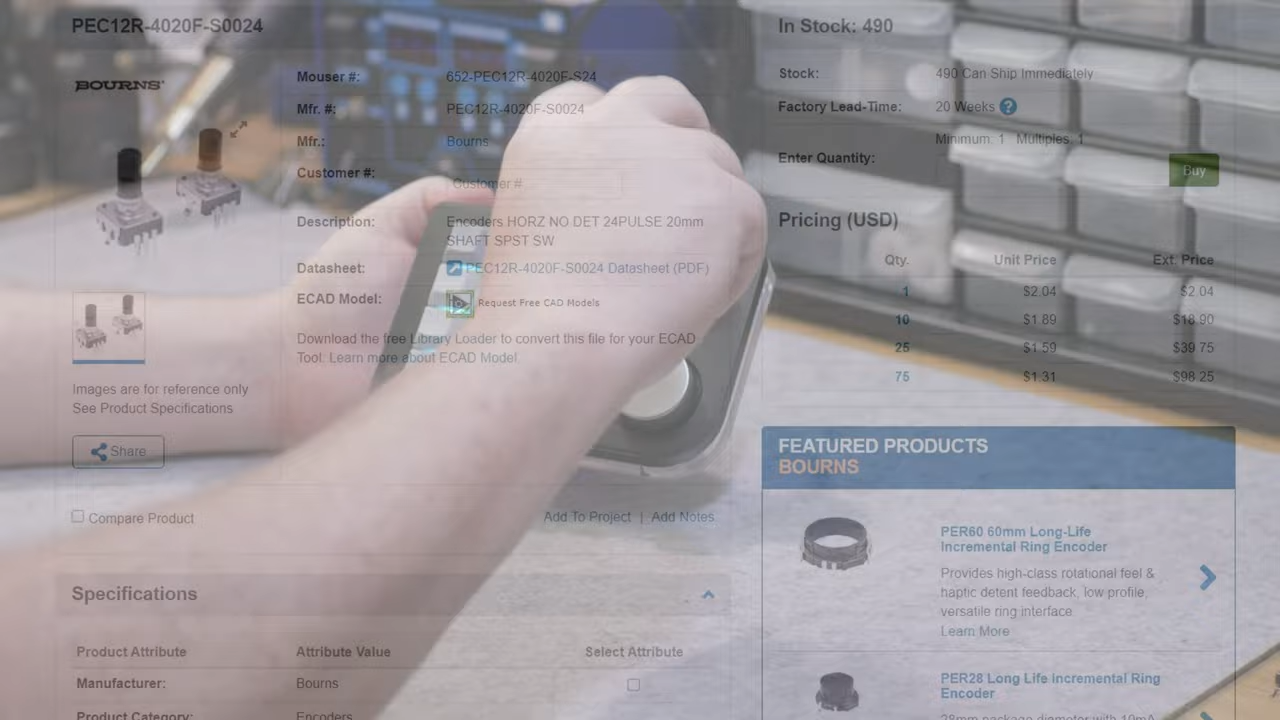 PEC12R-4020F-S0024
BOURNS
Mouser #: 652-PEC12R-4020F-S24
Mfr. #: PEC12R-4020F-S0024
Mfr.: Bourns
Customer #: Customer #
Description: Encoders HORZ NO DET 24PULSE 20mm
SHAFT SPST SW
Datasheet: PEC12R-4020F-S0024 Datasheet (PDF)
ECAD Model: Request Free CAD Models
Download the free Library Loader to convert this file for your ECAD
Tool. Learn more about ECAD Model.
Images are for reference only
See Product Specifications
Share
Compare Product
Add To Project | Add Notes
Specifications
Product Attribute Attribute Value Select Attribute
Manufacturer: Bourns
Product Category: Encoders
In Stock: 490
Stock: 490 Can Ship Immediately
Factory Lead-Time: 20 Weeks ?
Minimum: 1 Multiples: 1
Enter Quantity:
Buy
Pricing (USD)
Qty. Unit Price Ext. Price
1 $2.04 $2.04
10 $1.89 $18.90
25 $1.59 $39.75
75 $1.31 $98.25
FEATURED PRODUCTS
BOURNS
PER60 60mm Long-Life
Incremental Ring Encoder
Provides high-class rotational feel &
haptic detent feedback, low profile,
versatile ring interface.
Learn More
PER28 Long Life Incremental Ring
Encoder
28mm package diameter with 10mA